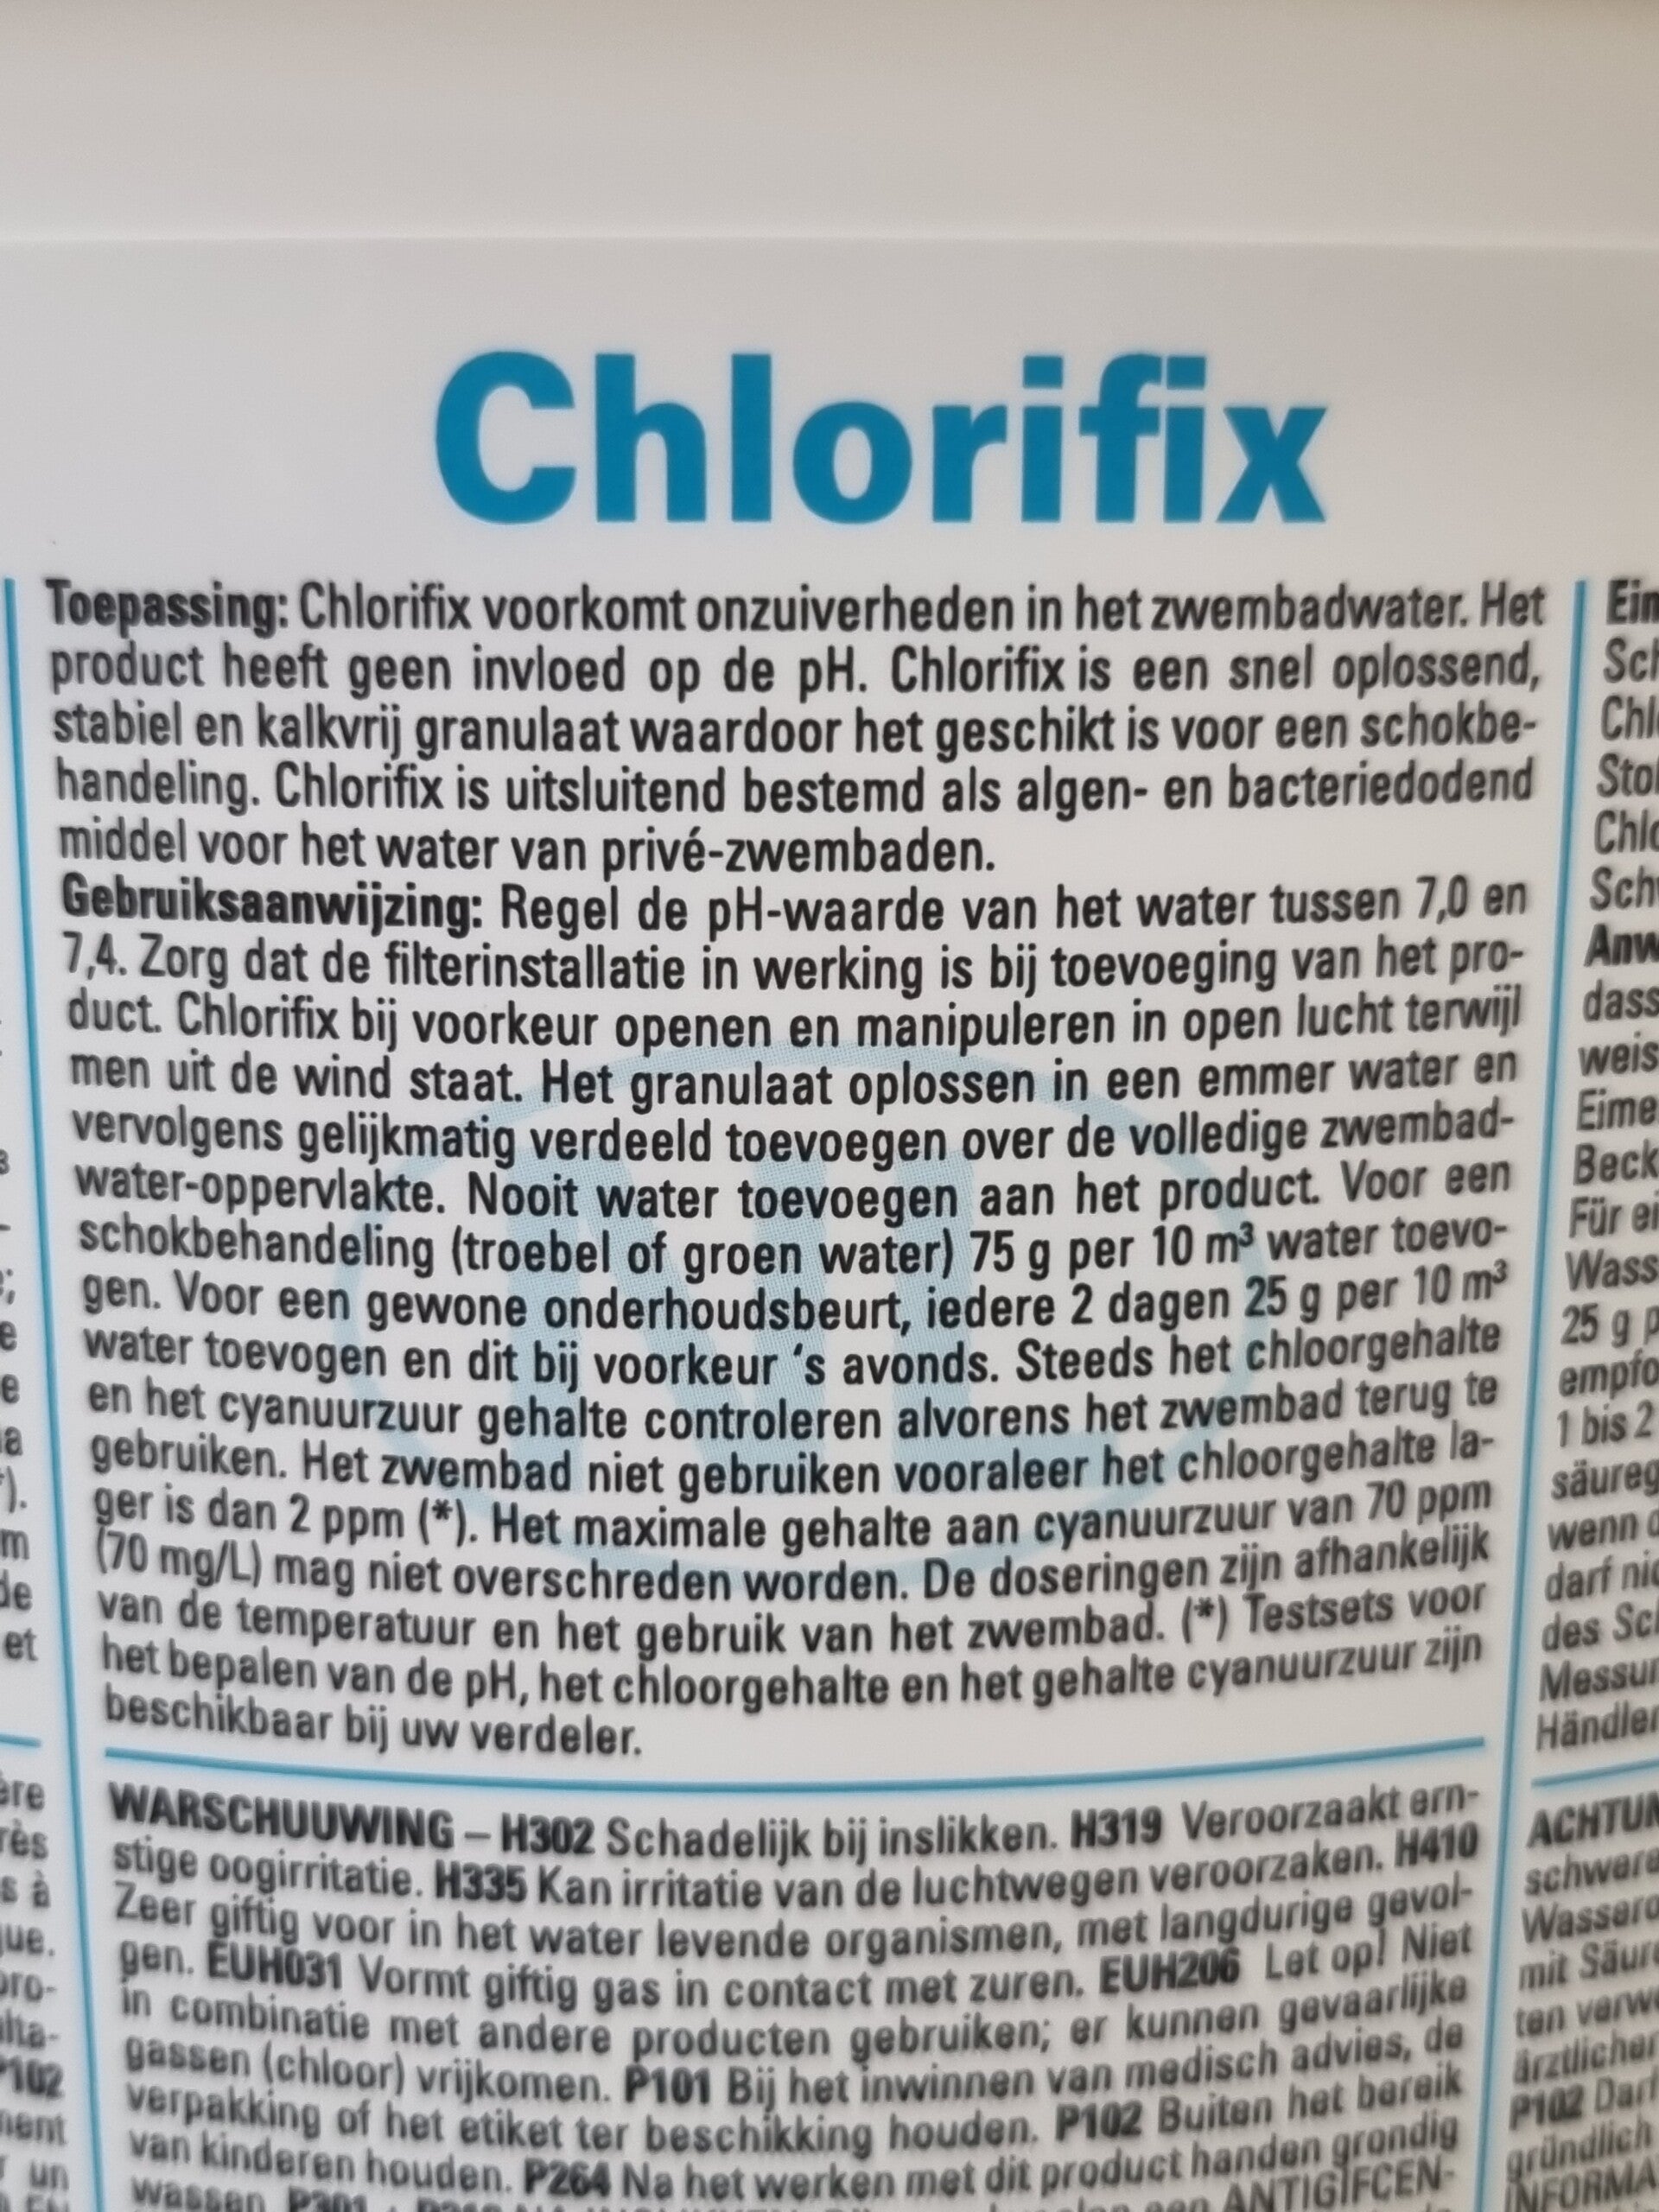 Chlorifix
Toepassing: Chlorifix voorkomt onzuiverheden in het zwembadwater. Het
product heeft geen invloed op de pH. Chlorifix is een snel oplossend,
stabiel en kalkvrij granulaat waardoor het geschikt is voor een schokbe-
handeling. Chlorifix is uitsluitend bestemd als algen- en bacteriedodend
middel voor het water van privé-zwembaden.
Gebruiksaanwijzing: Regel de pH-waarde van het water tussen 7,0 en
7,4. Zorg dat de filterinstallatie in werking is bij toevoeging van het pro-
duct. Chlorifix bij voorkeur openen en manipuleren in open lucht terwijl
men uit de wind staat. Het granulaat oplossen in een emmer water en
vervolgens gelijkmatig verdeeld toevoegen over de volledige zwembad-
water-oppervlakte. Nooit water toevoegen aan het product. Voor een
schokbehandeling (troebel of groen water) 75 g per 10 m³ water toevo-
gen. Voor een gewone onderhoudsbeurt, iedere 2 dagen 25 g per 10 m³
water toevogen en dit bij voorkeur ‘s avonds. Steeds het chloorgehalte
en het cyanuurzuur gehalte controleren alvorens het zwembad terug te
gebruiken. Het zwembad niet gebruiken vooraleer het chloorgehalte la-
ger is dan 2 ppm (*). Het maximale gehalte aan cyanuurzuur van 70 ppm
(70 mg/L) mag niet overschreden worden. De doseringen zijn afhankelijk
van de temperatuur en het gebruik van het zwembad. (*) Testsets voor
het bepalen van de pH, het chloorgehalte en het gehalte cyanuurzuur zijn
beschikbaar bij uw verdeler.
WARSCHUUWING – H302 Schadelijk bij inslikken. H319 Veroorzaakt ern-
stige oogirritatie. H335 Kan irritatie van de luchtwegen veroorzaken. H410
Zeer giftig voor in het water levende organismen, met langdurige gevol-
gen. EUH031 Vormt giftig gas in contact met zuren. EUH206 Let op! Niet
in combinatie met andere producten gebruiken; er kunnen gevaarlijke
gassen (chloor) vrijkomen. P101 Bij het inwinnen van medisch advies, de
verpakking of het etiket ter beschikking houden. P102 Buiten het bereik
van kinderen houden. P264 Na het werken met dit product handen grondig
wassen. P301
ANTIGIFCEN-